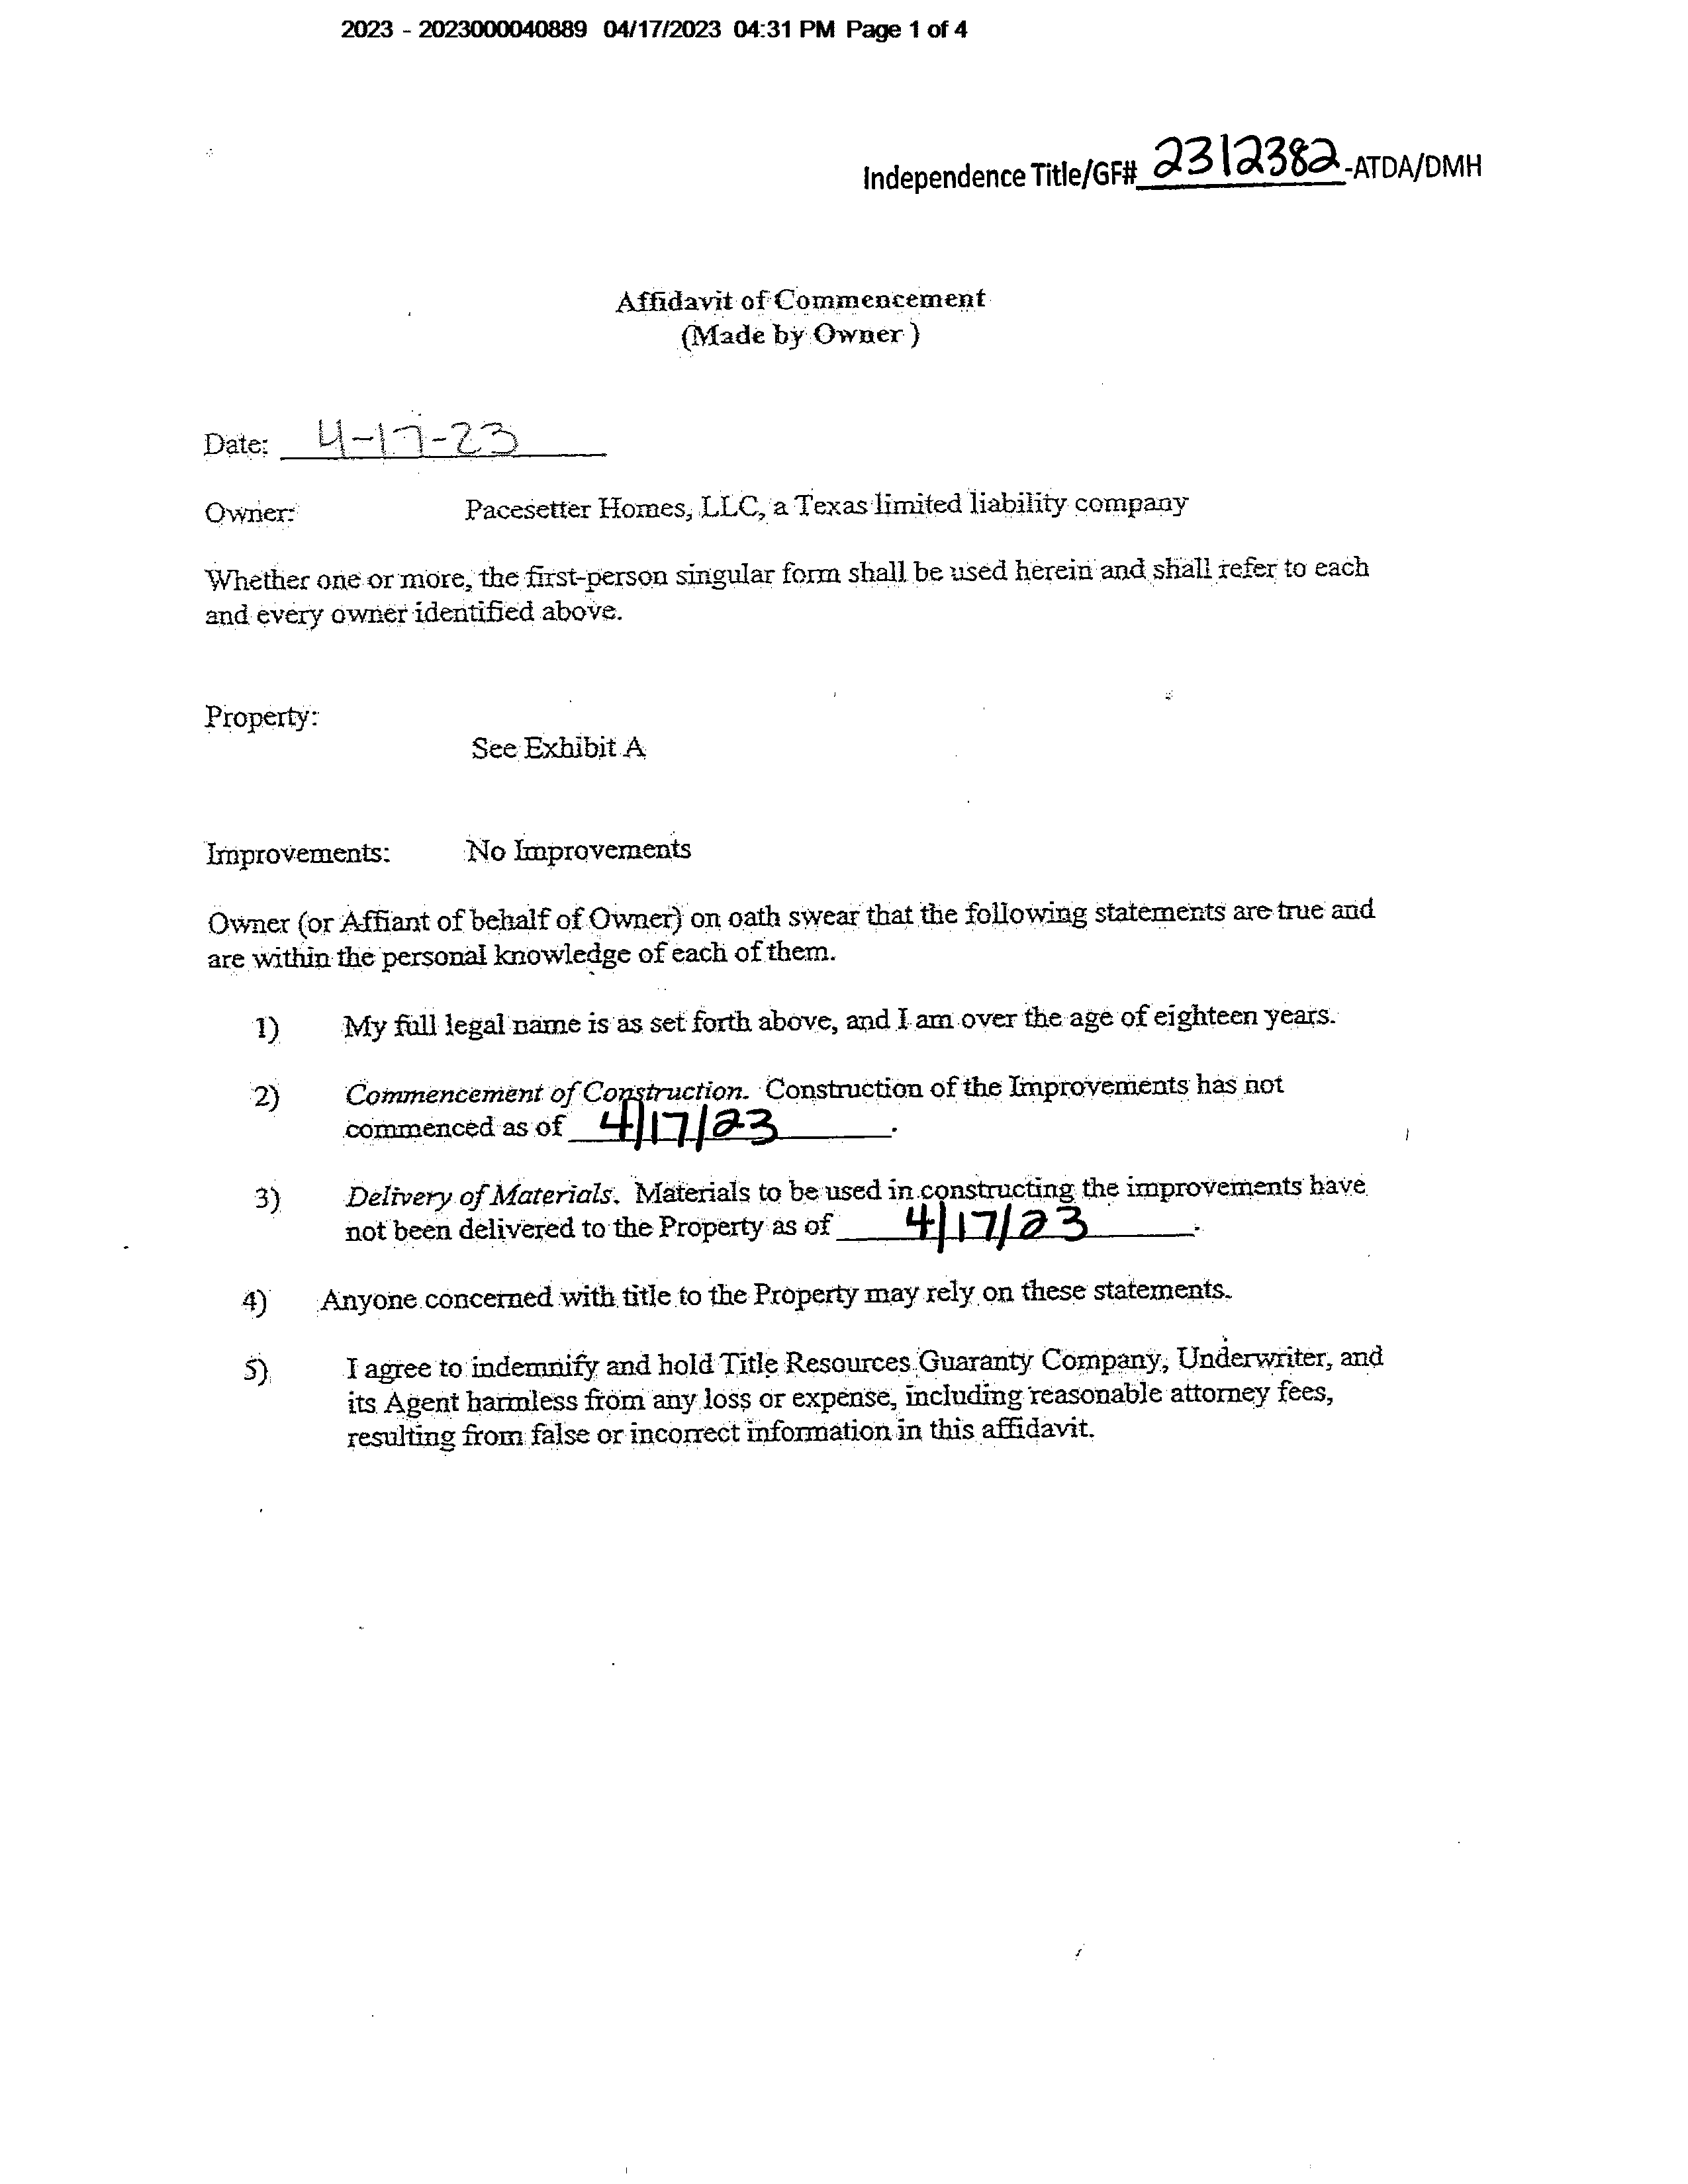 2023 - 2023000040889 04/17/2023 04:31 PM Page 1 of 4
Independence Title/GF# 2312382-ATDA/DMH
Affidavit of Commencement
(Made by Owner )
Date: 4-17-23
Owner: Pacesetter Homes, LLC, a Texas limited liability company
Whether one or more, the first-person singular form shall be used herein and shall refer to each
and every owner identified above.
Property:
See Exhibit A
Improvements: No Improvements
Owner (or Affiant of behalf of Owner) on oath swear that the following statements are true and
are within the personal knowledge of each of them.
1) My full legal name is as set forth above, and I am over the age of eighteen years.
2) Commencement of Construction. Construction of the Improvements has not
commenced as of 4/17/23.
3) Delivery of Materials. Materials to be used in constructing the improvements have
not been delivered to the Property as of 4/17/23.
4) Anyone concerned with title to the Property may rely on these statements.
5) I agree to indemnify and hold Title Resources Guaranty Company, Underwriter, and
its Agent harmless from any loss or expense, including reasonable attorney fees,
resulting from false or incorrect information in this affidavit.